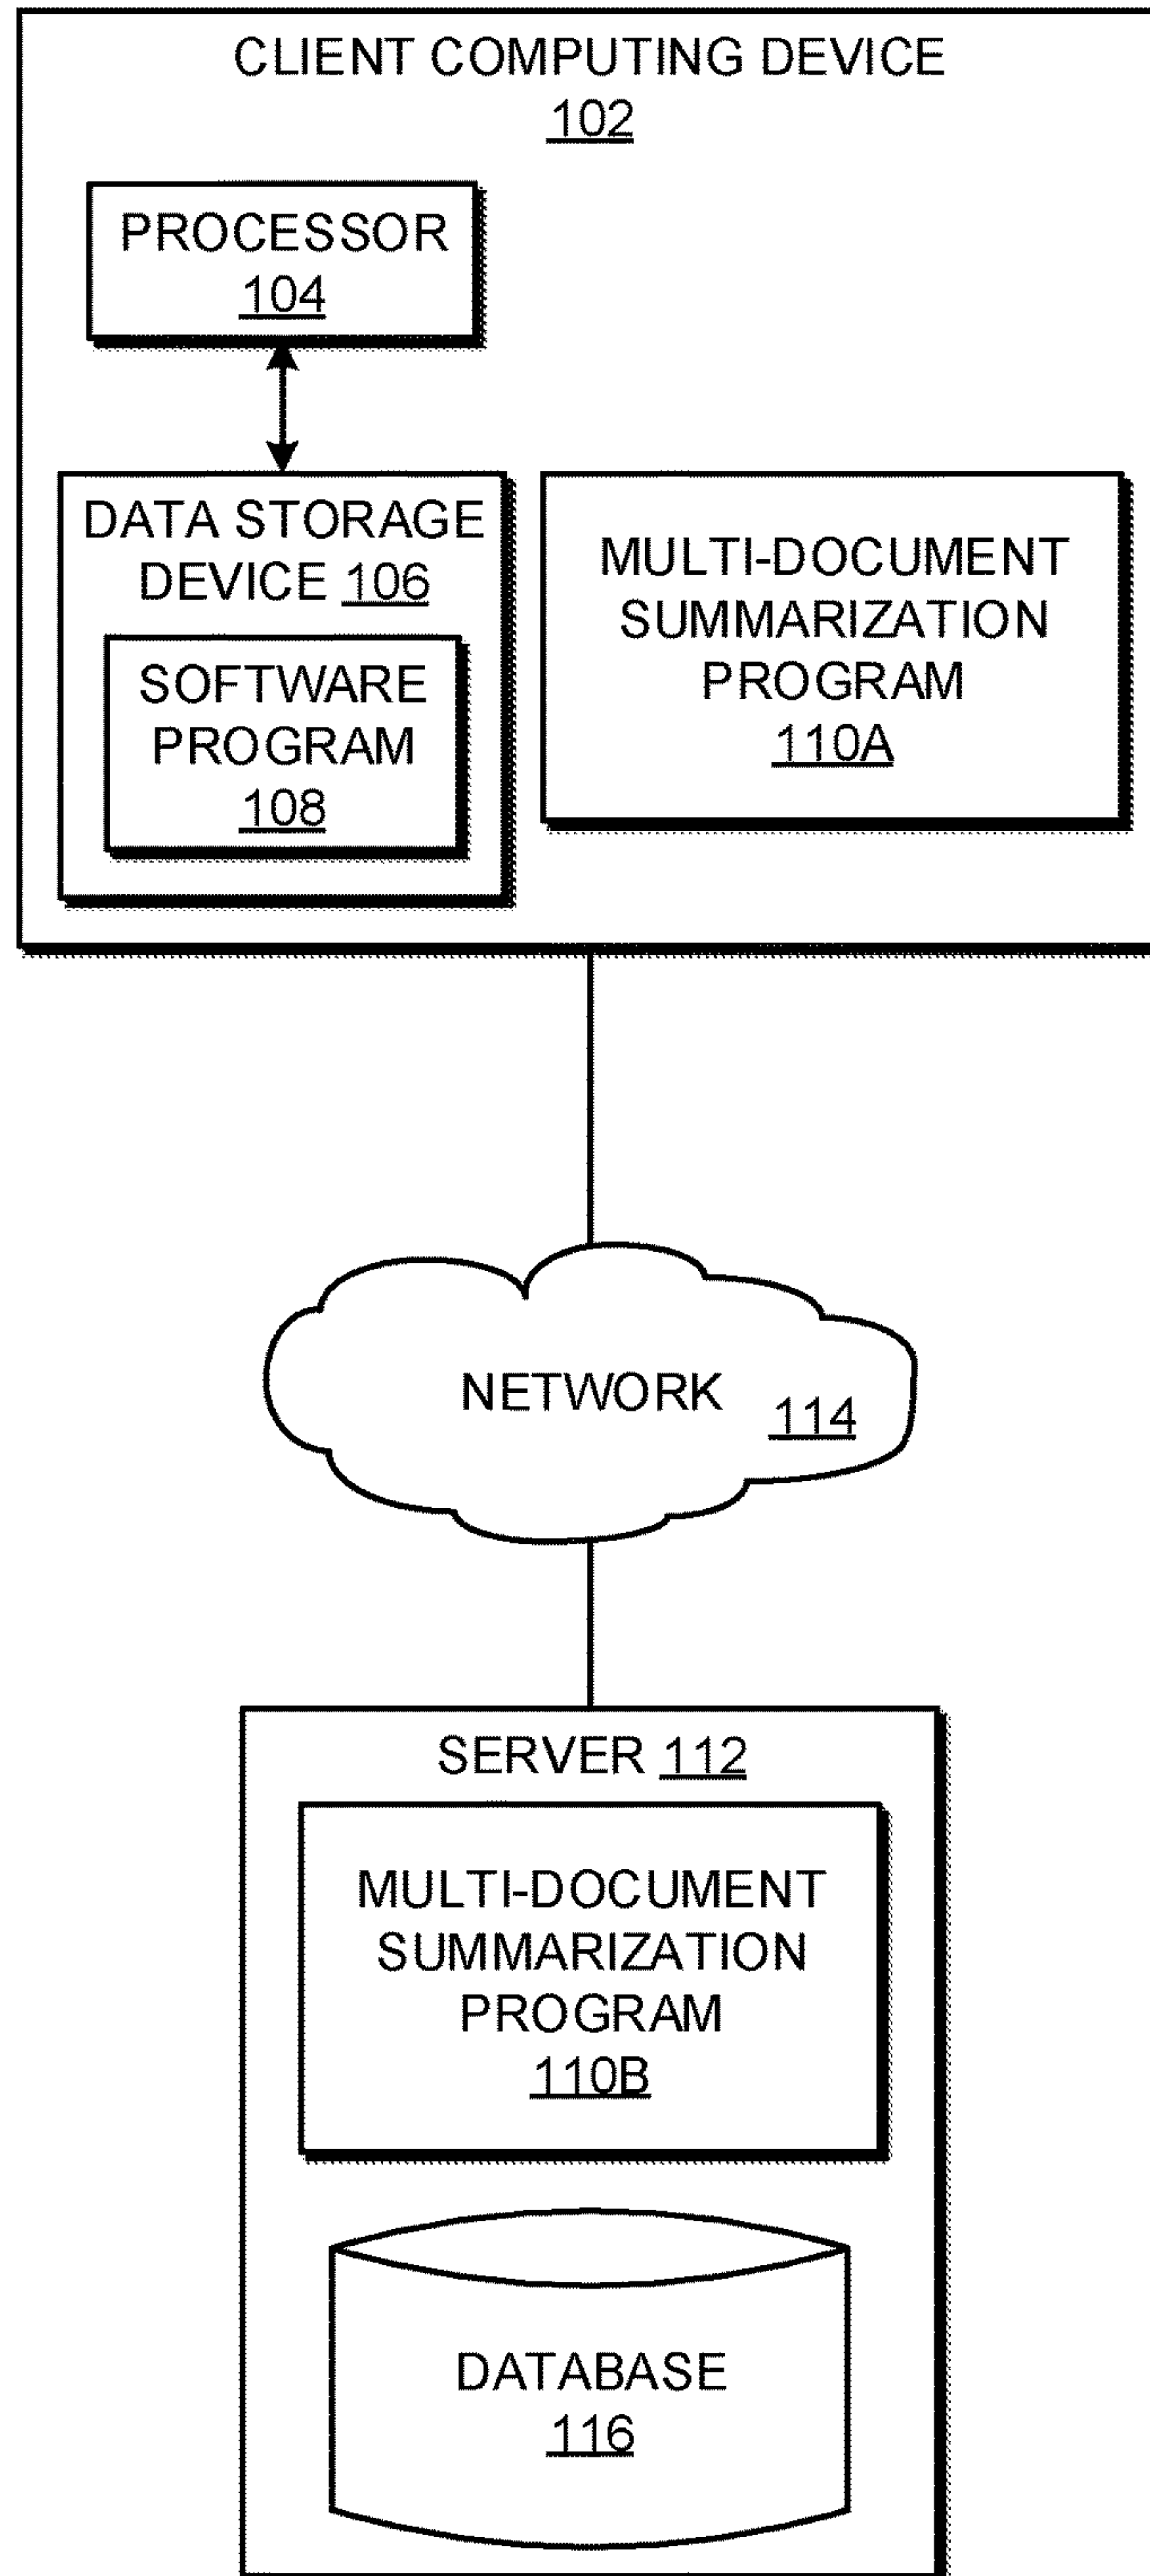 CLIENT COMPUTING DEVICE
102
PROCESSOR
104
DATA STORAGE
DEVICE 106
SOFTWARE
PROGRAM
108
MULTI-DOCUMENT
SUMMARIZATION
PROGRAM
110A
NETWORK 114
SERVER 112
MULTI-DOCUMENT
SUMMARIZATION
PROGRAM
110B
DATABASE
116